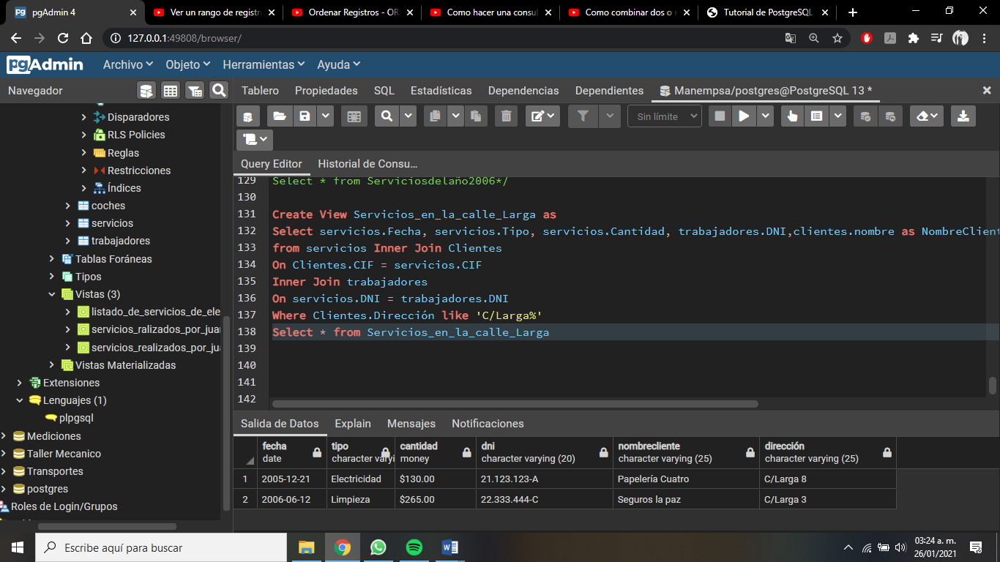 pgAdmin 4
Ver un rango de registr
Ordenar Registros - OR
Como hacer una consul
Como combinar dos o r
Tutorial de PostgreSQL
127.0.0.1:49808/browser/
pgAdmin
Archivo
Objeto
Herramientas
Ayuda
Navegador
Tablero
Propiedades
SQL
Estadísticas
Dependencias
Dependientes
Manempsa/postgres@PostgreSQL 13 *
Sin límite
Disparadores
RLS Policies
Reglas
Restricciones
Índices
coches
servicios
trabajadores
Tablas Foráneas
Tipos
Vistas (3)
listado_de_servicios_de_ele
servicios_ralizados_por_juar
servicios_realizados_por_ju
Vistas Materializadas
Extensiones
Lenguajes (1)
plpgsql
Mediciones
Taller Mecanico
Transportes
postgres
Roles de Login/Grupos
Query Editor
Historial de Consu...
129 Select * from Serviciosdelaño2006*/
130
131 Create View Servicios_en_la_calle_Larga as
132 Select servicios.Fecha, servicios.Tipo, servicios.Cantidad, trabajadores.DNI,clientes.nombre as NombreClient
133 from servicios Inner Join Clientes
134 On Clientes.CIF = servicios.CIF
135 Inner Join trabajadores
136 On servicios.DNI = trabajadores.DNI
137 Where Clientes.Dirección like 'C/Larga%'
138 Select * from Servicios_en_la_calle_Larga
139
140
141
142
Salida de Datos
Explain
Mensajes
Notificaciones
fecha tipo cantidad dni nombrecliente dirección
date character varyi money character varying (20) character varying (25) character varying (25)
1 2005-12-21 Electricidad $130.00 21.123.123-A Papelería Cuatro C/Larga 8
2 2006-06-12 Limpieza $265.00 22.333.444-C Seguros la paz C/Larga 3
Escribe aquí para buscar
03:24 a. m.
26/01/2021